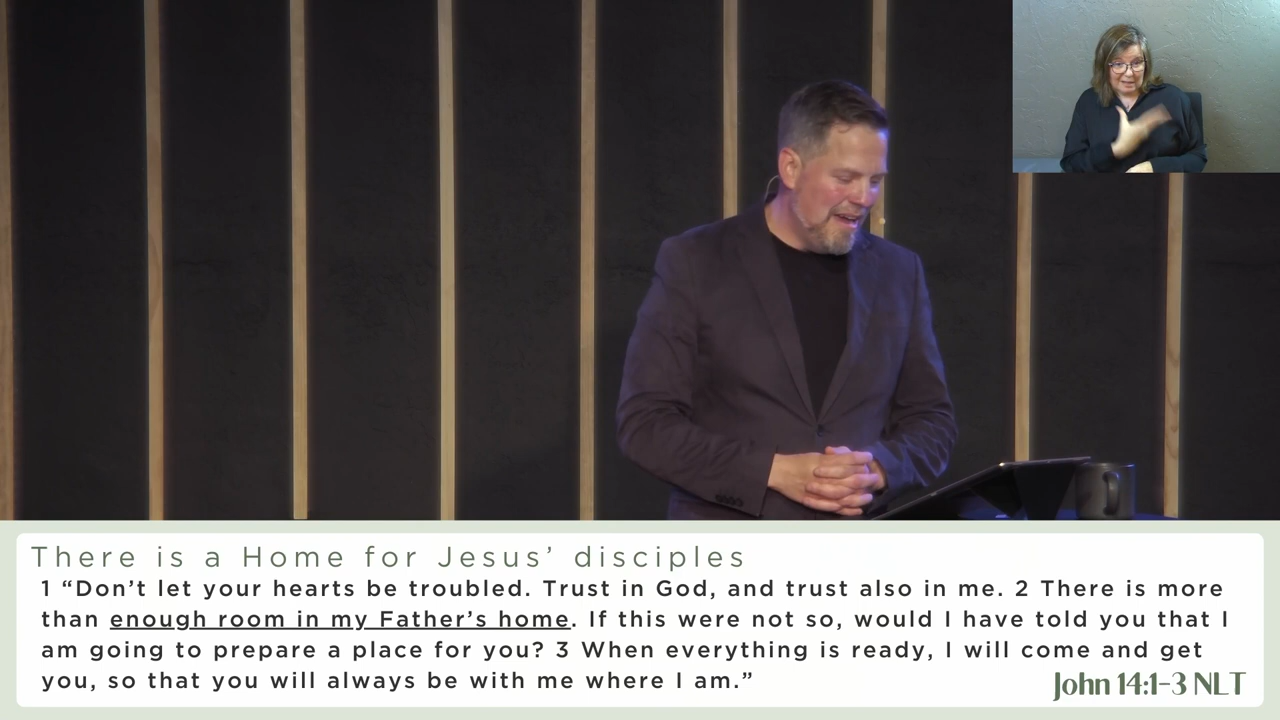 There is a Home for Jesus’ disciples
1 “Don’t let your hearts be troubled. Trust in God, and trust also in me. 2 There is more
than enough room in my Father’s home. If this were not so, would I have told you that I
am going to prepare a place for you? 3 When everything is ready, I will come and get
you, so that you will always be with me where I am.”
John 14:1-3 NLT